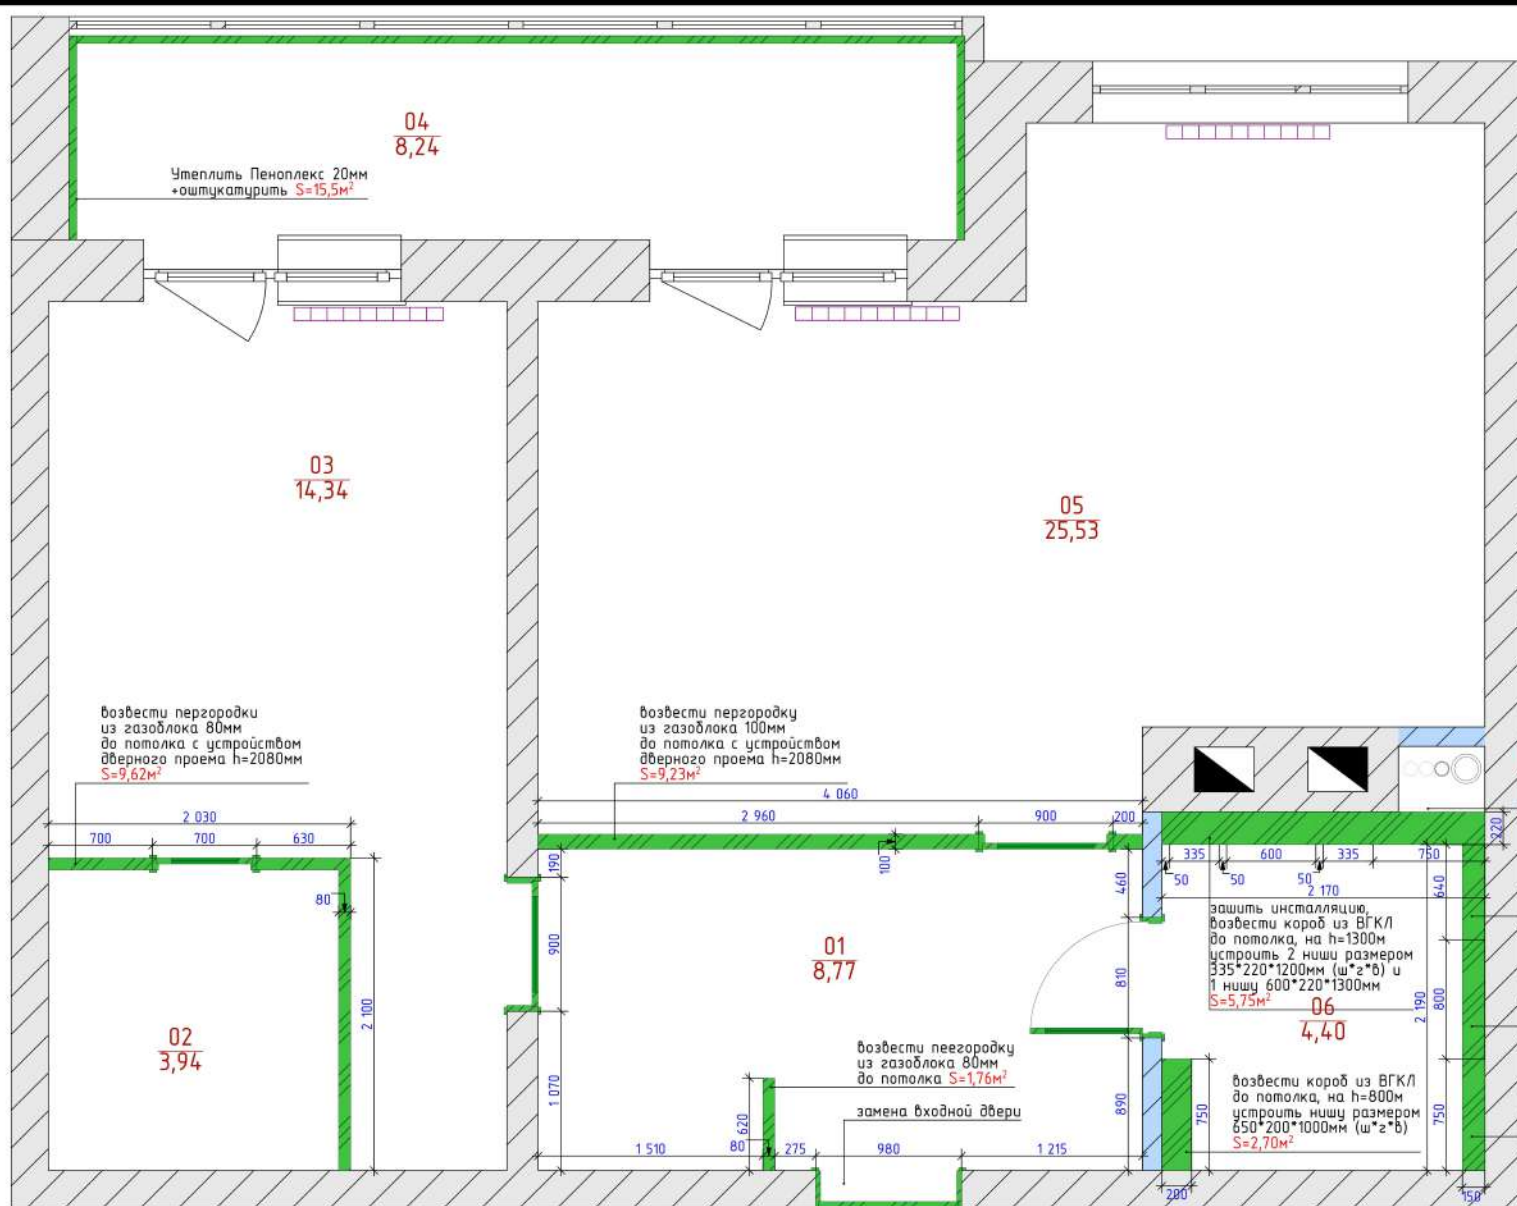 04
8,24
Утеплить Пеноплекс 20мм
+оштукатурить S=15,5м²
03
14,34
05
25,53
возвести пергородки
из газоблока 80мм
до потолка с устройством
дверного проема h=2080мм
S=9,62м²
возвести пергородку
из газоблока 100мм
до потолка с устройством
дверного проема h=2080мм
S=9,23м²
4 060
2 960
900
200
2 030
700
700
630
80
2 100
02
3,94
190
900
1 070
100
01
8,77
460
810
890
220
335
600
335
750
50
50
50
2 170
640
800
750
2 190
зашить инсталляцию,
возвести короб из ВГКЛ
до потолка, на h=1300м
устроить 2 ниши размером
335*220*1200мм (ш*г*в) и
1 нишу 600*220*1300мм
S=5,75м²
06
4,40
возвести пеегородку
из газоблока 80мм
до потолка S=1,76м²
замена входной двери
620
80
1 510
275
980
1 215
750
возвести короб из ВГКЛ
до потолка, на h=800м
устроить нишу размером
650*200*1000мм (ш*г*в)
S=2,70м²
200
150